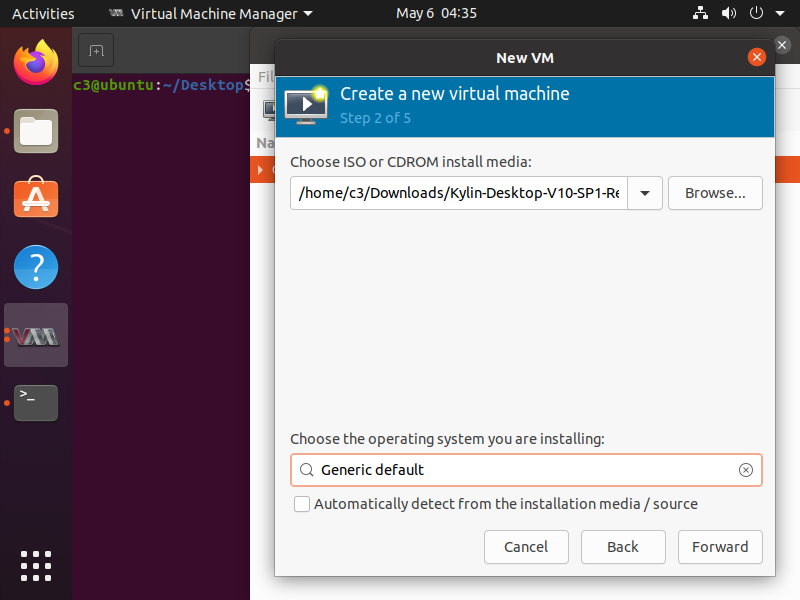 Activities
Virtual Machine Manager
May 6 04:35
c3@ubuntu:~/Desktop$
Fil
Na
New VM
Create a new virtual machine
Step 2 of 5
Choose ISO or CDROM install media:
/home/c3/Downloads/Kylin-Desktop-V10-SP1-Re
Browse...
Choose the operating system you are installing:
Generic default
Automatically detect from the installation media / source
Cancel
Back
Forward